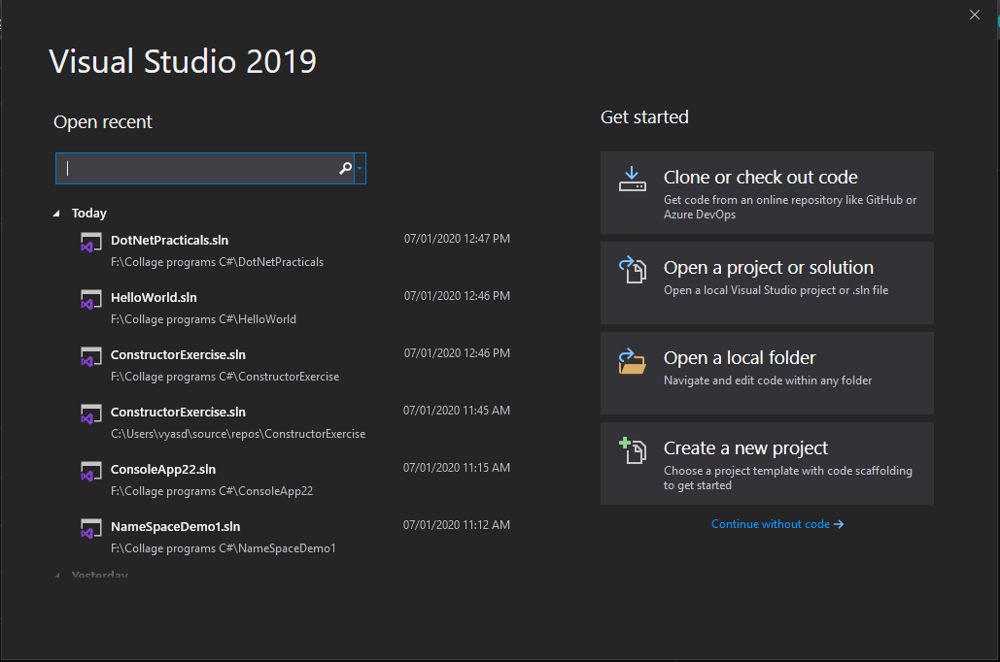 Visual Studio 2019
Open recent
Today
DotNetPracticals.sln 07/01/2020 12:47 PM
F:\Collage programs C#\DotNetPracticals
HelloWorld.sln 07/01/2020 12:46 PM
F:\Collage programs C#\HelloWorld
ConstructorExercise.sln 07/01/2020 12:46 PM
F:\Collage programs C#\ConstructorExercise
ConstructorExercise.sln 07/01/2020 11:45 AM
C:\Users\vyasd\source\repos\ConstructorExercise
ConsoleApp22.sln 07/01/2020 11:15 AM
F:\Collage programs C#\ConsoleApp22
NameSpaceDemo1.sln 07/01/2020 11:12 AM
F:\Collage programs C#\NameSpaceDemo1
Yesterday
Get started
Clone or check out code
Get code from an online repository like GitHub or
Azure DevOps
Open a project or solution
Open a local Visual Studio project or .sln file
Open a local folder
Navigate and edit code within any folder
Create a new project
Choose a project template with code scaffolding
to get started
Continue without code →